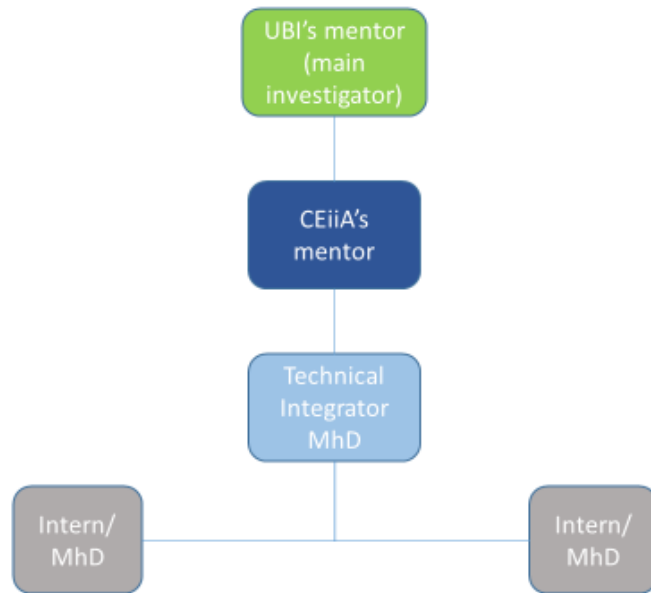 UBI's mentor
(main
investigator)
CEiiA's
mentor
Technical
Integrator
MhD
Intern/
MhD
Intern/
MhD